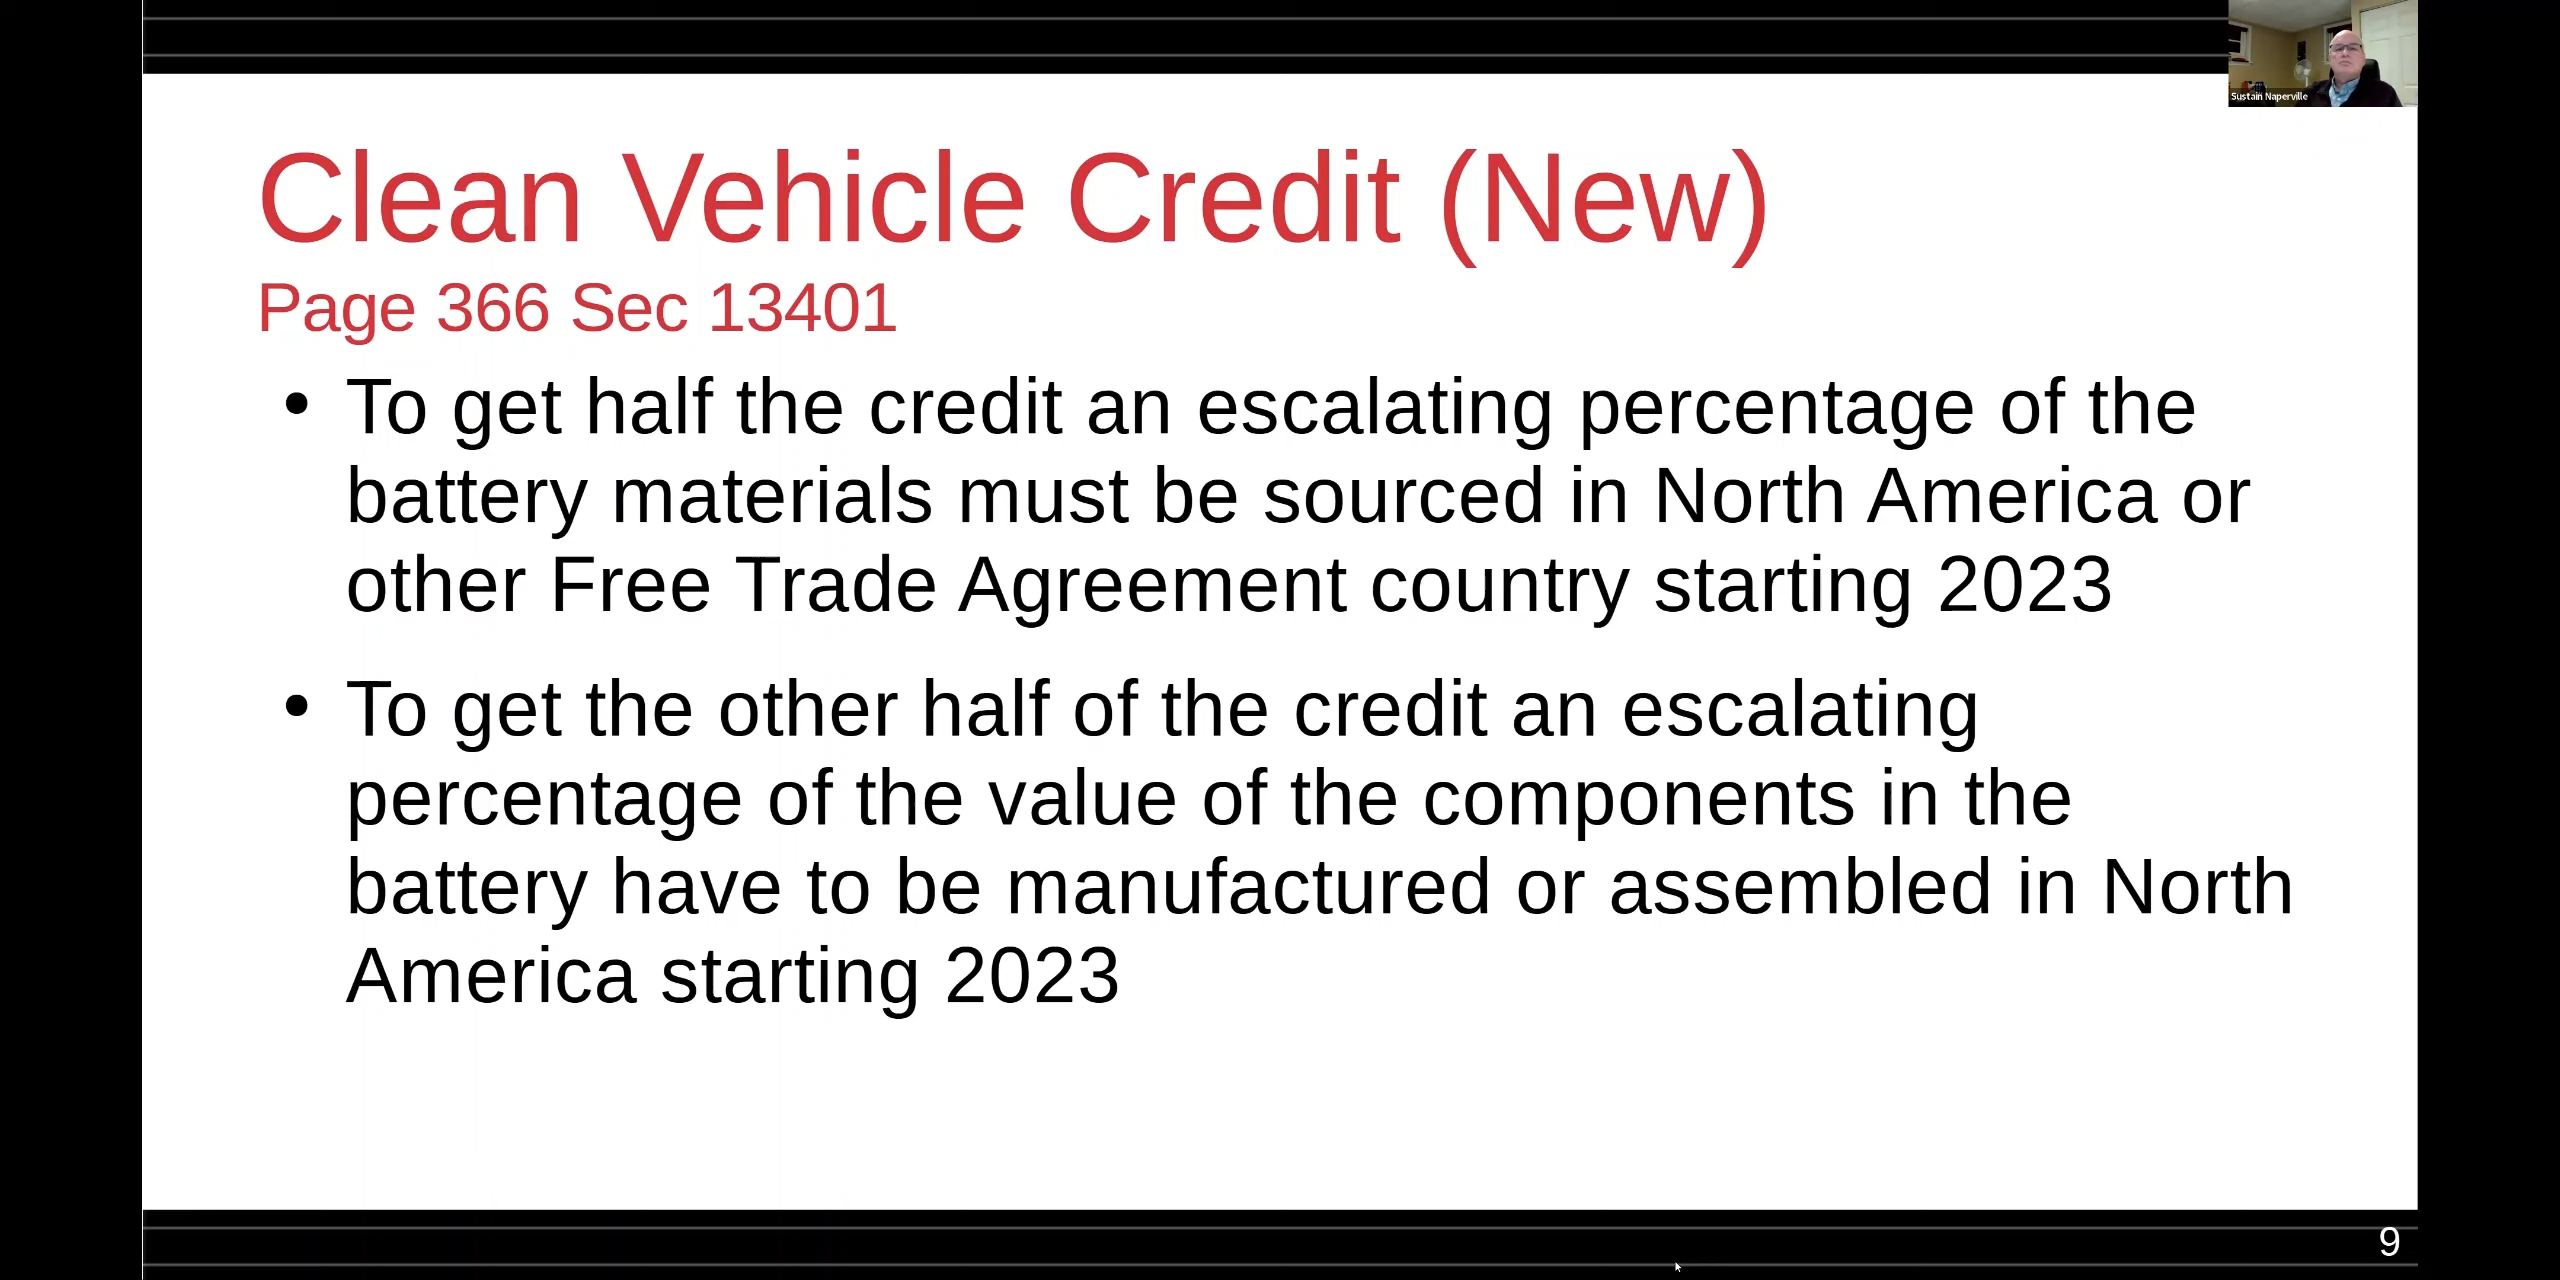 Sustain Naperville
Clean Vehicle Credit (New)
Page 366 Sec 13401
• To get half the credit an escalating percentage of the
battery materials must be sourced in North America or
other Free Trade Agreement country starting 2023
• To get the other half of the credit an escalating
percentage of the value of the components in the
battery have to be manufactured or assembled in North
America starting 2023
9